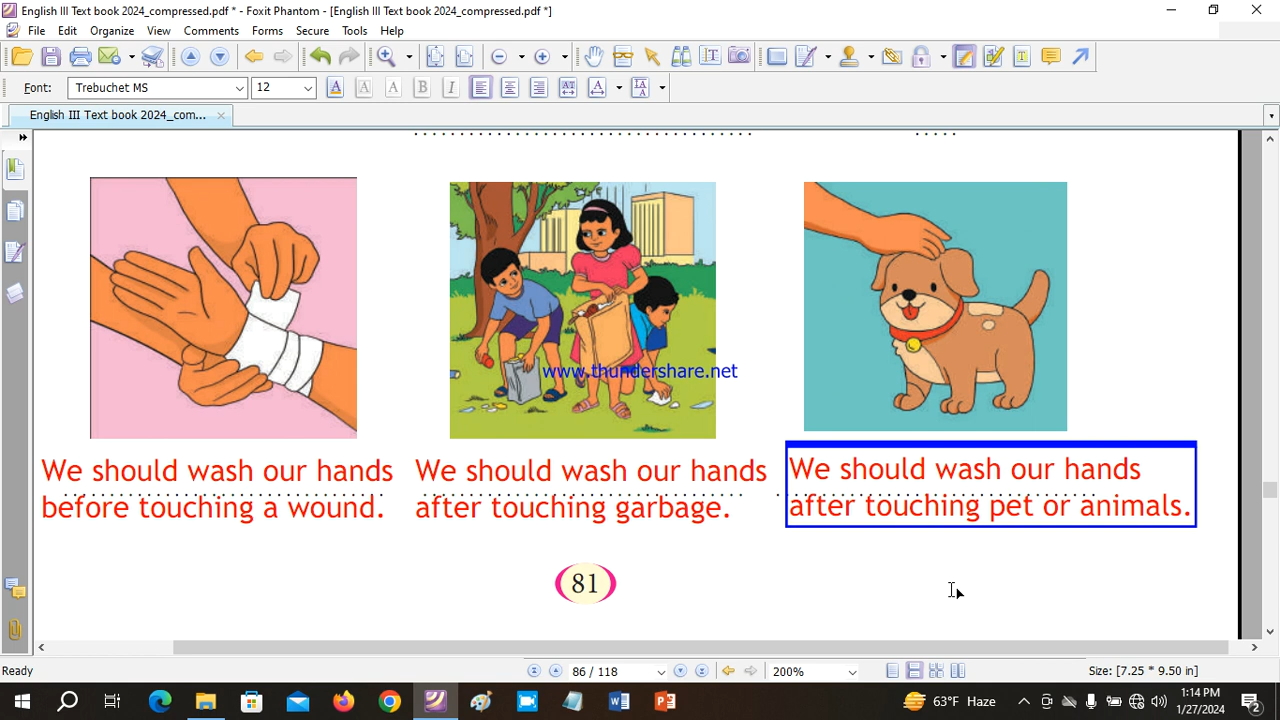 English III Text book 2024_compressed.pdf * - Foxit Phantom - [English III Text book 2024_compressed.pdf *]
File Edit Organize View Comments Forms Secure Tools Help
Font: Trebuchet MS 12
English III Text book 2024_com...
www.thundershare.net
We should wash our hands
before touching a wound.
We should wash our hands
after touching garbage.
We should wash our hands
after touching pet or animals.
81
Ready 86 / 118 200% Size: [7.25 * 9.50 in]
63°F Haze 1:14 PM
1/27/2024
2